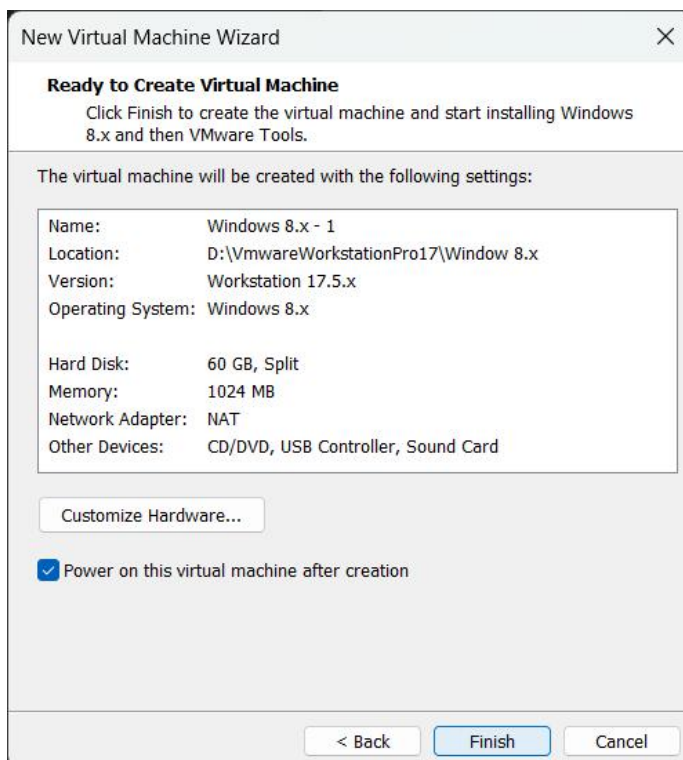 New Virtual Machine Wizard
Ready to Create Virtual Machine
Click Finish to create the virtual machine and start installing Windows
8.x and then VMware Tools.
The virtual machine will be created with the following settings:
Name: Windows 8.x - 1
Location: D:\VmwareWorkstationPro17\Window 8.x
Version: Workstation 17.5.x
Operating System: Windows 8.x
Hard Disk: 60 GB, Split
Memory: 1024 MB
Network Adapter: NAT
Other Devices: CD/DVD, USB Controller, Sound Card
Customize Hardware...
Power on this virtual machine after creation
< Back Finish Cancel